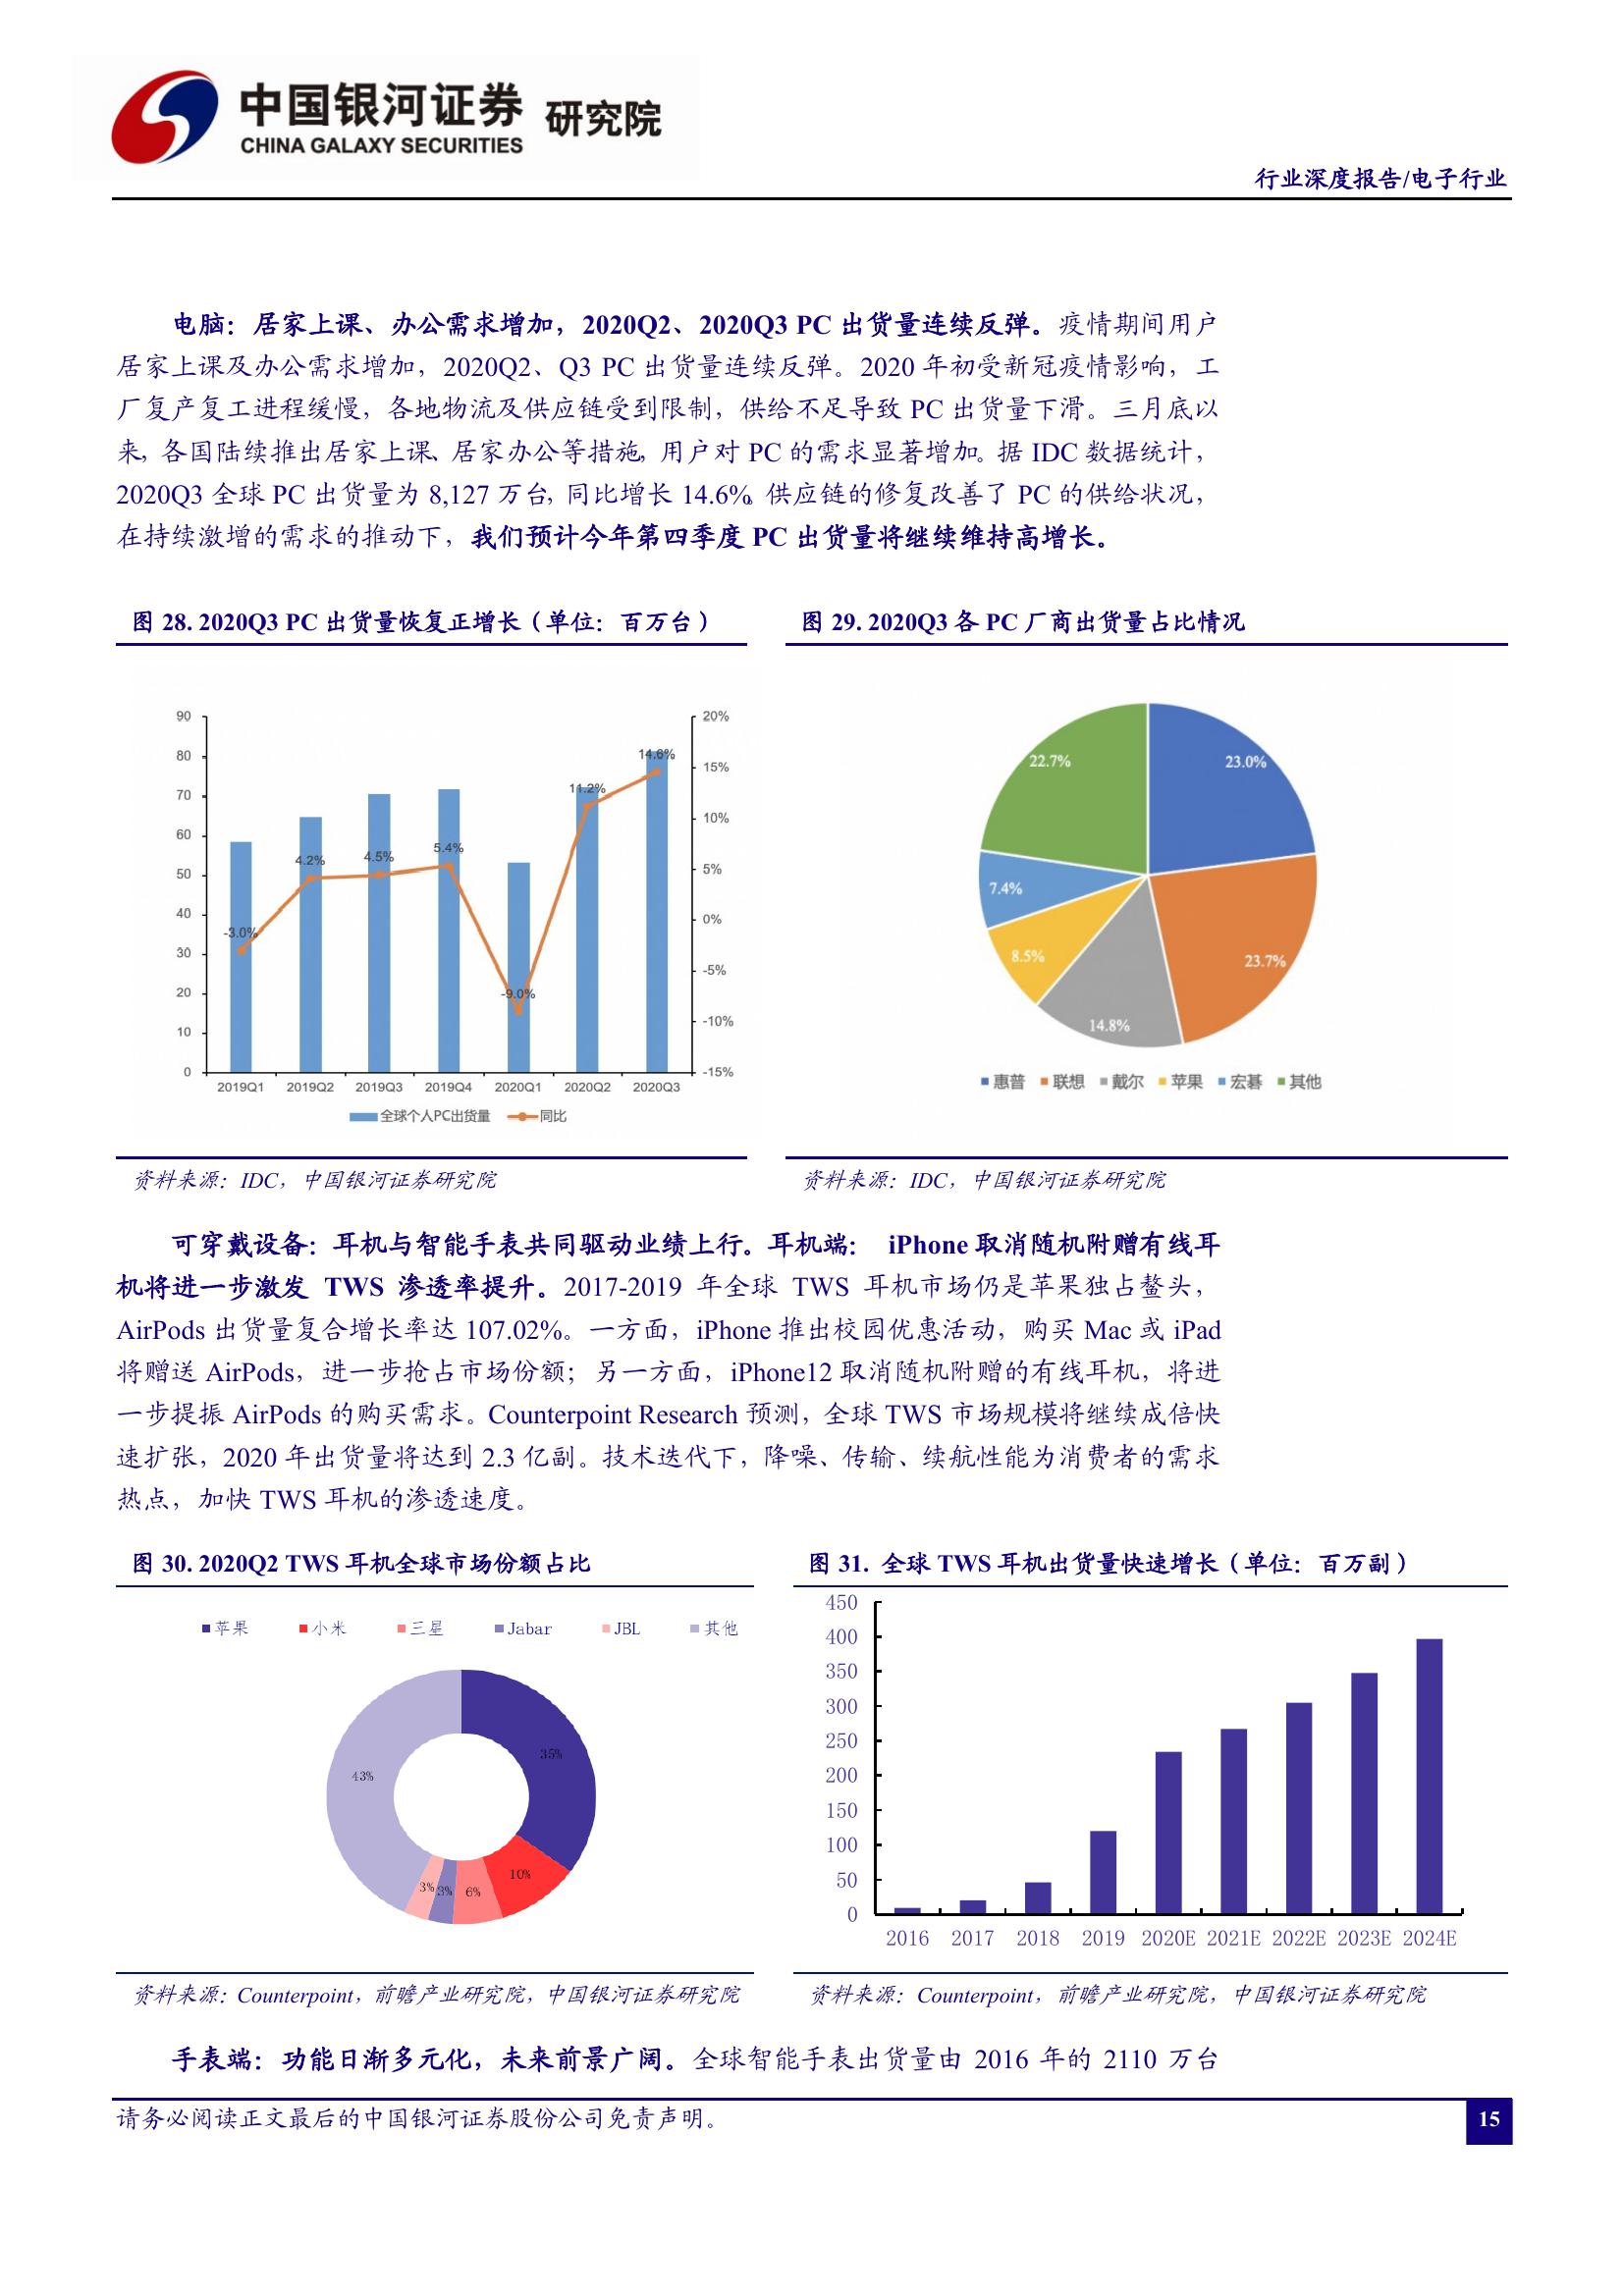 中国银河证券 研究院
CHINA GALAXY SECURITIES
行业深度报告/电子行业
电脑：居家上课、办公需求增加，2020Q2、2020Q3 PC 出货量连续反弹。疫情期间用户
居家上课及办公需求增加，2020Q2、Q3 PC 出货量连续反弹。2020 年初受新冠疫情影响，工
厂复产复工进程缓慢，各地物流及供应链受到限制，供给不足导致 PC 出货量下滑。三月底以
来，各国陆续推出居家上课、居家办公等措施，用户对 PC 的需求显著增加。据 IDC 数据统计，
2020Q3 全球 PC 出货量为 8,127 万台，同比增长 14.6%。供应链的修复改善了 PC 的供给状况，
在持续激增的需求的推动下，我们预计今年第四季度 PC 出货量将继续维持高增长。
图 28. 2020Q3 PC 出货量恢复正增长（单位：百万台）
90
80
70
60
50
40
30
20
10
0
20%
15%
10%
5%
0%
-5%
-10%
-15%
-3.0%
4.2%
4.5%
5.4%
-9.0%
11.2%
14.6%
2019Q1 2019Q2 2019Q3 2019Q4 2020Q1 2020Q2 2020Q3
全球个人PC出货量 同比
资料来源：IDC，中国银河证券研究院
图 29. 2020Q3 各 PC 厂商出货量占比情况
23.0%
23.7%
14.8%
8.5%
7.4%
22.7%
惠普 联想 戴尔 苹果 宏碁 其他
资料来源：IDC，中国银河证券研究院
可穿戴设备：耳机与智能手表共同驱动业绩上行。耳机端： iPhone 取消随机附赠有线耳
机将进一步激发 TWS 渗透率提升。2017-2019 年全球 TWS 耳机市场仍是苹果独占鳌头，
AirPods 出货量复合增长率达 107.02%。一方面，iPhone 推出校园优惠活动，购买 Mac 或 iPad
将赠送 AirPods，进一步抢占市场份额；另一方面，iPhone12 取消随机附赠的有线耳机，将进
一步提振 AirPods 的购买需求。Counterpoint Research 预测，全球 TWS 市场规模将继续成倍快
速扩张，2020 年出货量将达到 2.3 亿副。技术迭代下，降噪、传输、续航性能为消费者的需求
热点，加快 TWS 耳机的渗透速度。
图 30. 2020Q2 TWS 耳机全球市场份额占比
苹果 小米 三星 Jabar JBL 其他
35%
10%
6%
3%
3%
43%
资料来源：Counterpoint，前瞻产业研究院，中国银河证券研究院
图 31. 全球 TWS 耳机出货量快速增长（单位：百万副）
450
400
350
300
250
200
150
100
50
0
2016 2017 2018 2019 2020E 2021E 2022E 2023E 2024E
资料来源：Counterpoint，前瞻产业研究院，中国银河证券研究院
手表端：功能日渐多元化，未来前景广阔。全球智能手表出货量由 2016 年的 2110 万台
请务必阅读正文最后的中国银河证券股份公司免责声明。
15